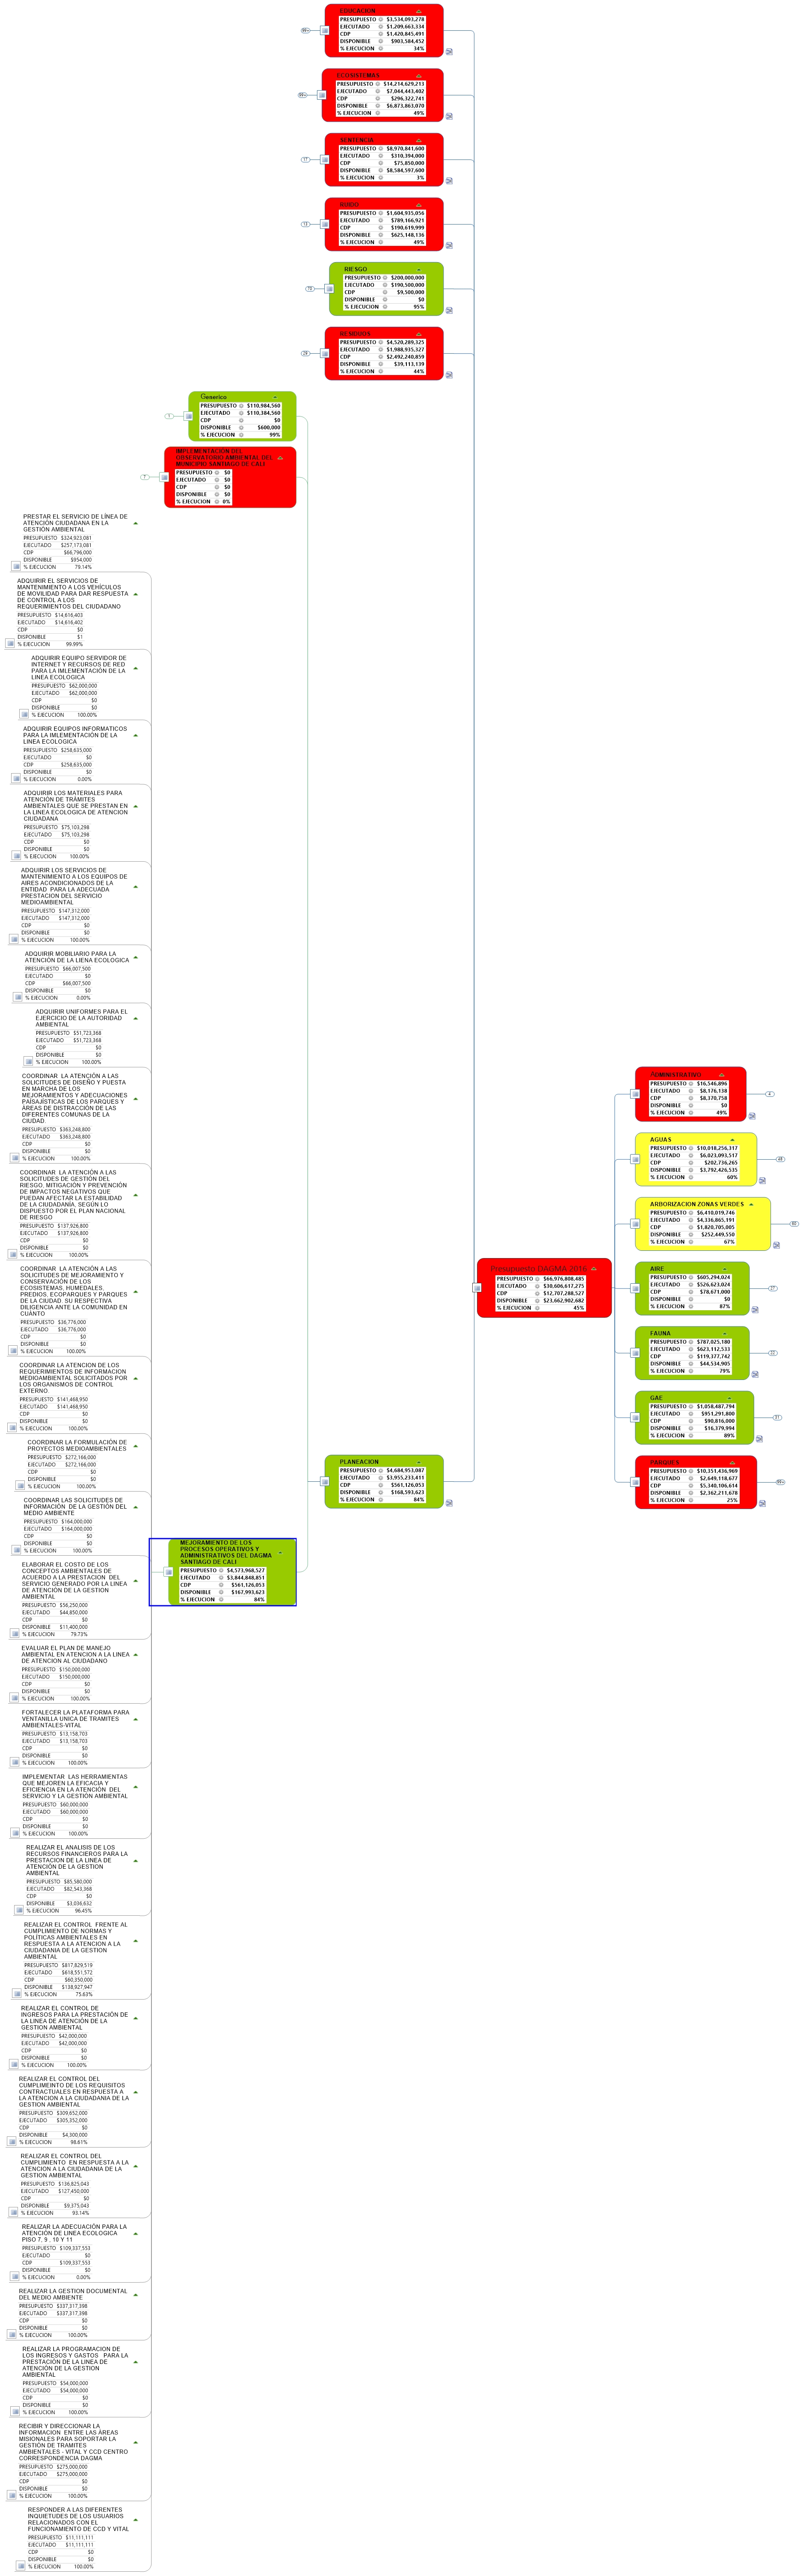 EDUCACION
PRESUPUESTO $3,534,093,278
EJECUTADO $1,209,663,334
CDP $1,420,845,491
DISPONIBLE $903,584,452
% EJECUCION 34%
ECOSISTEMAS
PRESUPUESTO $14,214,629,213
EJECUTADO $7,044,443,402
CDP $296,322,741
DISPONIBLE $6,873,863,070
% EJECUCION 49%
SENTENCIA
PRESUPUESTO $8,970,841,600
EJECUTADO $310,394,000
CDP $75,850,000
DISPONIBLE $8,584,597,600
% EJECUCION 3%
RUIDO
PRESUPUESTO $1,604,935,056
EJECUTADO $789,166,921
CDP $190,619,999
DISPONIBLE $625,148,136
% EJECUCION 49%
RIESGO
PRESUPUESTO $200,000,000
EJECUTADO $190,500,000
CDP $9,500,000
DISPONIBLE $0
% EJECUCION 95%
RESIDUOS
PRESUPUESTO $4,520,289,325
EJECUTADO $1,988,935,327
CDP $2,492,240,859
DISPONIBLE $39,113,139
% EJECUCION 44%
Generico
PRESUPUESTO $110,984,560
EJECUTADO $110,384,560
CDP $0
DISPONIBLE $600,000
% EJECUCION 99%
IMPLEMENTACIÓN DEL
OBSERVATORIO AMBIENTAL DEL
MUNICIPIO SANTIAGO DE CALI
PRESUPUESTO $0
EJECUTADO $0
CDP $0
DISPONIBLE $0
% EJECUCION 0%
PRESTAR EL SERVICIO DE LÍNEA DE
ATENCIÓN CIUDADANA EN LA
GESTIÓN AMBIENTAL
PRESUPUESTO $324,923,081
EJECUTADO $257,173,081
CDP $66,796,000
DISPONIBLE $954,000
% EJECUCION 79.14%
ADQUIRIR EL SERVICIOS DE
MANTENIMIENTO A LOS VEHÍCULOS
DE MOVILIDAD PARA DAR RESPUESTA
DE CONTROL A LOS
REQUERIMIENTOS DEL CIUDADANO
PRESUPUESTO $14,616,403
EJECUTADO $14,616,402
CDP $0
DISPONIBLE $1
% EJECUCION 99.99%
ADQUIRIR EQUIPO SERVIDOR DE
INTERNET Y RECURSOS DE RED
PARA LA IMLEMENTACIÓN DE LA
LINEA ECOLOGICA
PRESUPUESTO $62,000,000
EJECUTADO $62,000,000
CDP $0
DISPONIBLE $0
% EJECUCION 100.00%
ADQUIRIR EQUIPOS INFORMATICOS
PARA LA IMLEMENTACIÓN DE LA
LINEA ECOLOGICA
PRESUPUESTO $258,635,000
EJECUTADO $0
CDP $258,635,000
DISPONIBLE $0
% EJECUCION 0.00%
ADQUIRIR LOS MATERIALES PARA
ATENCIÓN DE TRÁMITES
AMBIENTALES QUE SE PRESTAN EN
LA LINEA ECOLOGICA DE ATENCION
CIUDADANA
PRESUPUESTO $75,103,298
EJECUTADO $75,103,298
CDP $0
DISPONIBLE $0
% EJECUCION 100.00%
ADQUIRIR LOS SERVICIOS DE
MANTENIMIENTO A LOS EQUIPOS DE
AIRES ACONDICIONADOS DE LA
ENTIDAD PARA LA ADECUADA
PRESTACION DEL SERVICIO
MEDIOAMBIENTAL
PRESUPUESTO $147,312,000
EJECUTADO $147,312,000
CDP $0
DISPONIBLE $0
% EJECUCION 100.00%
ADQUIRIR MOBILIARIO PARA LA
ATENCIÓN DE LA LIENA ECOLOGICA
PRESUPUESTO $66,007,500
EJECUTADO $0
CDP $66,007,500
DISPONIBLE $0
% EJECUCION 0.00%
ADQUIRIR UNIFORMES PARA EL
EJERCICIO DE LA AUTORIDAD
AMBIENTAL
PRESUPUESTO $51,723,368
EJECUTADO $51,723,368
CDP $0
DISPONIBLE $0
% EJECUCION 100.00%
COORDINAR LA ATENCIÓN A LAS
SOLICITUDES DE DISEÑO Y PUESTA
EN MARCHA DE LOS
MEJORAMIENTOS Y ADECUACIONES
PAISAJÍSTICAS DE LOS PARQUES Y
ÁREAS DE DISTRACCIÓN DE LAS
DIFERENTES COMUNAS DE LA
CIUDAD.
PRESUPUESTO $363,248,800
EJECUTADO $363,248,800
CDP $0
DISPONIBLE $0
% EJECUCION 100.00%
COORDINAR LA ATENCIÓN A LAS
SOLICITUDES DE GESTIÓN DEL
RIESGO, MITIGACIÓN Y PREVENCIÓN
DE IMPACTOS NEGATIVOS QUE
PUEDAN AFECTAR LA ESTABILIDAD
DE LA CIUDADANÍA, SEGÚN LO
DISPUESTO POR EL PLAN NACIONAL
DE RIESGO
PRESUPUESTO $137,926,800
EJECUTADO $137,926,800
CDP $0
DISPONIBLE $0
% EJECUCION 100.00%
COORDINAR LA ATENCIÓN A LAS
SOLICITUDES DE MEJORAMIENTO Y
CONSERVACIÓN DE LOS
ECOSISTEMAS, HUMEDALES,
PREDIOS, ECOPARQUES Y PARQUES
DE LA CIUDAD. SU RESPECTIVA
DILIGENCIA ANTE LA COMUNIDAD EN
CUANTO
PRESUPUESTO $36,776,000
EJECUTADO $36,776,000
CDP $0
DISPONIBLE $0
% EJECUCION 100.00%
COORDINAR LA ATENCION DE LOS
REQUERIMIENTOS DE INFORMACION
MEDIOAMBIENTAL SOLICITADOS POR
LOS ORGANISMOS DE CONTROL
EXTERNO.
PRESUPUESTO $141,468,950
EJECUTADO $141,468,950
CDP $0
DISPONIBLE $0
% EJECUCION 100.00%
COORDINAR LA FORMULACIÓN DE
PROYECTOS MEDIOAMBIENTALES
PRESUPUESTO $272,166,000
EJECUTADO $272,166,000
CDP $0
DISPONIBLE $0
% EJECUCION 100.00%
COORDINAR LAS SOLICITUDES DE
INFORMACIÓN DE LA GESTIÓN DEL
MEDIO AMBIENTE
PRESUPUESTO $164,000,000
EJECUTADO $164,000,000
CDP $0
DISPONIBLE $0
% EJECUCION 100.00%
ELABORAR EL COSTO DE LOS
CONCEPTOS AMBIENTALES DE
ACUERDO A LA PRESTACION DEL
SERVICIO GENERADO POR LA LINEA
DE ATENCIÓN DE LA GESTION
AMBIENTAL
PRESUPUESTO $56,250,000
EJECUTADO $44,850,000
CDP $0
DISPONIBLE $11,400,000
% EJECUCION 79.73%
EVALUAR EL PLAN DE MANEJO
AMBIENTAL EN ATENCION A LA LINEA
DE ATENCION AL CIUDADANO
PRESUPUESTO $150,000,000
EJECUTADO $150,000,000
CDP $0
DISPONIBLE $0
% EJECUCION 100.00%
FORTALECER LA PLATAFORMA PARA
VENTANILLA UNICA DE TRAMITES
AMBIENTALES-VITAL
PRESUPUESTO $13,158,703
EJECUTADO $13,158,703
CDP $0
DISPONIBLE $0
% EJECUCION 100.00%
IMPLEMENTAR LAS HERRAMIENTAS
QUE MEJOREN LA EFICACIA Y
EFICIENCIA EN LA ATENCIÓN DEL
SERVICIO Y LA GESTIÓN AMBIENTAL
PRESUPUESTO $60,000,000
EJECUTADO $60,000,000
CDP $0
DISPONIBLE $0
% EJECUCION 100.00%
REALIZAR EL ANALISIS DE LOS
RECURSOS FINANCIEROS PARA LA
PRESTACION DE LA LINEA DE
ATENCIÓN DE LA GESTION
AMBIENTAL
PRESUPUESTO $85,580,000
EJECUTADO $82,543,368
CDP $0
DISPONIBLE $3,036,632
% EJECUCION 96.45%
REALIZAR EL CONTROL FRENTE AL
CUMPLIMIENTO DE NORMAS Y
POLÍTICAS AMBIENTALES EN
RESPUESTA A LA ATENCION A LA
CIUDADANIA DE LA GESTION
AMBIENTAL
PRESUPUESTO $817,829,519
EJECUTADO $618,551,572
CDP $60,350,000
DISPONIBLE $138,927,947
% EJECUCION 75.63%
REALIZAR EL CONTROL DE
INGRESOS PARA LA PRESTACIÓN DE
LA LINEA DE ATENCIÓN DE LA
GESTION AMBIENTAL
PRESUPUESTO $42,000,000
EJECUTADO $42,000,000
CDP $0
DISPONIBLE $0
% EJECUCION 100.00%
REALIZAR EL CONTROL DEL
CUMPLIMEINTO DE LOS REQUISITOS
CONTRACTUALES EN RESPUESTA A
LA ATENCION A LA CIUDADANIA DE LA
GESTION AMBIENTAL
PRESUPUESTO $309,652,000
EJECUTADO $305,352,000
CDP $0
DISPONIBLE $4,300,000
% EJECUCION 98.61%
REALIZAR EL CONTROL DEL
CUMPLIMIENTO EN RESPUESTA A LA
ATENCION A LA CIUDADANIA DE LA
GESTION AMBIENTAL
PRESUPUESTO $136,825,043
EJECUTADO $127,450,000
CDP $0
DISPONIBLE $9,375,043
% EJECUCION 93.14%
REALIZAR LA ADECUACIÓN PARA LA
ATENCIÓN DE LINEA ECOLOGICA
PISO 7, 9 , 10 Y 11
PRESUPUESTO $109,337,553
EJECUTADO $0
CDP $109,337,553
DISPONIBLE $0
% EJECUCION 0.00%
REALIZAR LA GESTION DOCUMENTAL
DEL MEDIO AMBIENTE
PRESUPUESTO $337,317,398
EJECUTADO $337,317,398
CDP $0
DISPONIBLE $0
% EJECUCION 100.00%
REALIZAR LA PROGRAMACION DE
LOS INGRESOS Y GASTOS PARA LA
PRESTACIÓN DE LA LINEA DE
ATENCIÓN DE LA GESTION
AMBIENTAL
PRESUPUESTO $54,000,000
EJECUTADO $54,000,000
CDP $0
DISPONIBLE $0
% EJECUCION 100.00%
RECIBIR Y DIRECCIONAR LA
INFORMACION ENTRE LAS ÁREAS
MISIONALES PARA SOPORTAR LA
GESTIÓN DE TRAMITES
AMBIENTALES - VITAL Y CCD CENTRO
CORRESPONDENCIA DAGMA
PRESUPUESTO $275,000,000
EJECUTADO $275,000,000
CDP $0
DISPONIBLE $0
% EJECUCION 100.00%
RESPONDER A LAS DIFERENTES
INQUIETUDES DE LOS USUARIOS
RELACIONADOS CON EL
FUNCIONAMIENTO DE CCD Y VITAL
PRESUPUESTO $11,111,111
EJECUTADO $11,111,111
CDP $0
DISPONIBLE $0
% EJECUCION 100.00%
MEJORAMIENTO DE LOS
PROCESOS OPERATIVOS Y
ADMINISTRATIVOS DEL DAGMA
SANTIAGO DE CALI
PRESUPUESTO $4,573,968,527
EJECUTADO $3,844,848,851
CDP $561,126,053
DISPONIBLE $167,993,623
% EJECUCION 84%
PLANEACION
PRESUPUESTO $4,684,953,087
EJECUTADO $3,955,233,411
CDP $561,126,053
DISPONIBLE $168,593,623
% EJECUCION 84%
Presupuesto DAGMA 2016
PRESUPUESTO $66,976,808,485
EJECUTADO $30,606,617,275
CDP $12,707,288,527
DISPONIBLE $23,662,902,682
% EJECUCION 45%
ADMINISTRATIVO
PRESUPUESTO $16,546,896
EJECUTADO $8,176,138
CDP $8,370,758
DISPONIBLE $0
% EJECUCION 49%
AGUAS
PRESUPUESTO $10,018,256,317
EJECUTADO $6,023,093,517
CDP $202,736,265
DISPONIBLE $3,792,426,535
% EJECUCION 60%
ARBORIZACION ZONAS VERDES
PRESUPUESTO $6,410,019,746
EJECUTADO $4,336,865,191
CDP $1,820,705,005
DISPONIBLE $252,449,550
% EJECUCION 67%
AIRE
PRESUPUESTO $605,294,024
EJECUTADO $526,623,024
CDP $78,671,000
DISPONIBLE $0
% EJECUCION 87%
FAUNA
PRESUPUESTO $787,025,180
EJECUTADO $623,112,533
CDP $119,377,742
DISPONIBLE $44,534,905
% EJECUCION 79%
GAE
PRESUPUESTO $1,058,487,794
EJECUTADO $951,291,800
CDP $90,816,000
DISPONIBLE $16,379,994
% EJECUCION 89%
PARQUES
PRESUPUESTO $10,351,436,969
EJECUTADO $2,649,118,677
CDP $5,340,106,614
DISPONIBLE $2,362,211,678
% EJECUCION 25%